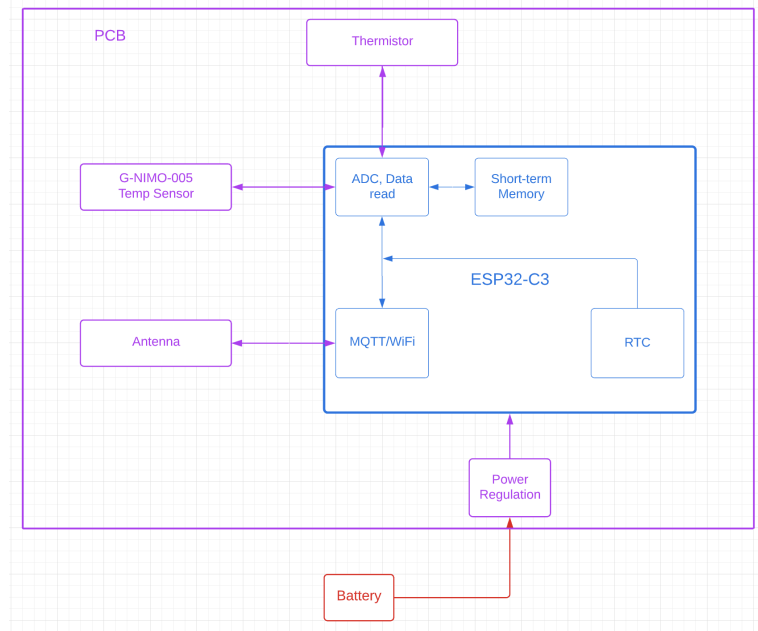 PCB
Thermistor
G-NIMO-005
Temp Sensor
ADC, Data
read
Short-term
Memory
ESP32-C3
Antenna
MQTT/WiFi
RTC
Power
Regulation
Battery